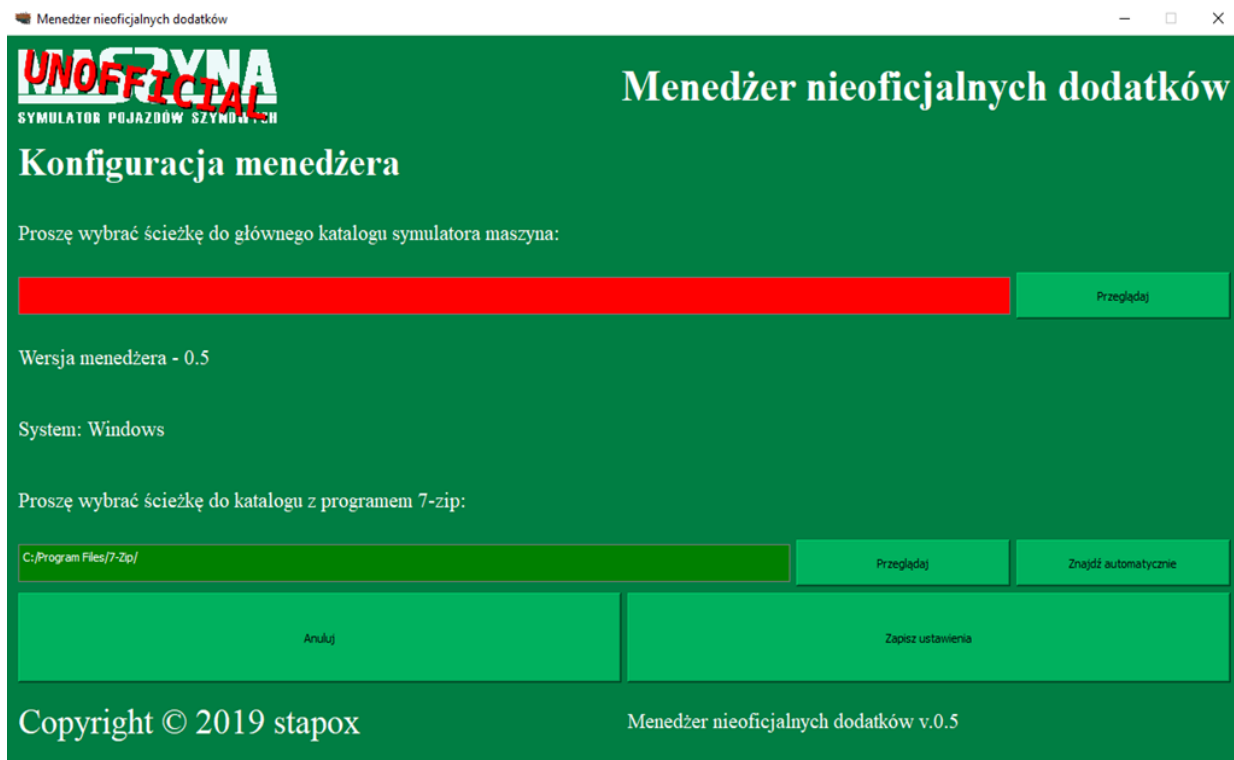 Menedżer nieoficjalnych dodatków
MASZYNA
UNOFFICIAL
SYMULATOR POJAZDÓW SZYNOWYCH
Menedżer nieoficjalnych dodatków
Konfiguracja menedżera
Proszę wybrać ścieżkę do głównego katalogu symulatora maszyna:
Przeglądaj
Wersja menedżera - 0.5
System: Windows
Proszę wybrać ścieżkę do katalogu z programem 7-zip:
C:/Program Files/7-Zip/
Przeglądaj
Znajdź automatycznie
Anuluj
Zapisz ustawienia
Copyright © 2019 stapox
Menedżer nieoficjalnych dodatków v.0.5